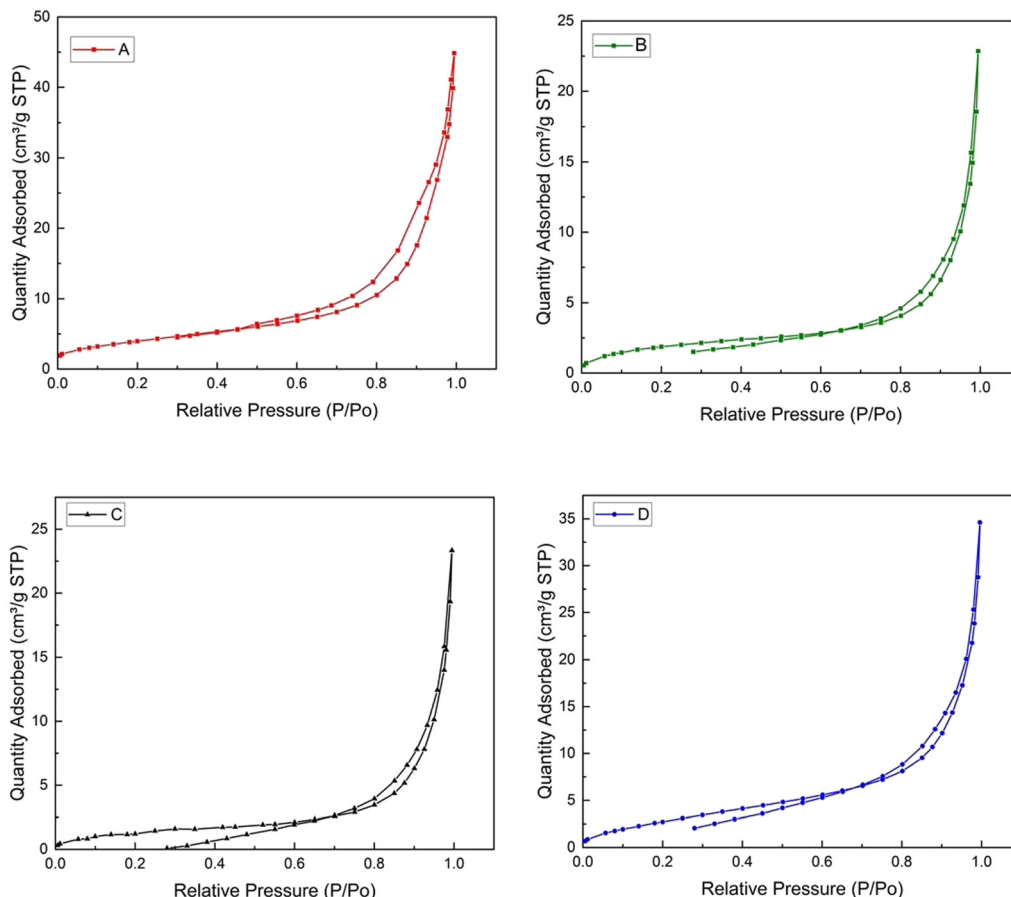 A
Quantity Adsorbed (cm³/g STP)
50
40
30
20
10
0
0.0 0.2 0.4 0.6 0.8 1.0
Relative Pressure (P/Po)
B
Quantity Adsorbed (cm³/g STP)
25
20
15
10
5
0
0.0 0.2 0.4 0.6 0.8 1.0
Relative Pressure (P/Po)
C
Quantity Adsorbed (cm³/g STP)
25
20
15
10
5
0
0.0 0.2 0.4 0.6 0.8 1.0
Relative Pressure (P/Po)
D
Quantity Adsorbed (cm³/g STP)
35
30
25
20
15
10
5
0
0.0 0.2 0.4 0.6 0.8 1.0
Relative Pressure (P/Po)